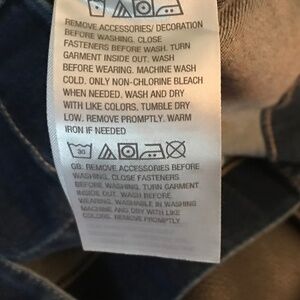 REMOVE ACCESSORIES/ DECORATION
BEFORE WASHING. CLOSE
FASTENERS BEFORE WASH. TURN
GARMENT INSIDE OUT. WASH
BEFORE WEARING. MACHINE WASH
COLD. ONLY NON-CHLORINE BLEACH
WHEN NEEDED. WASH AND DRY
WITH LIKE COLORS. TUMBLE DRY
LOW. REMOVE PROMPTLY. WARM
IRON IF NEEDED
30
GB: REMOVE ACCESSORIES BEFORE
WASHING. CLOSE FASTENERS
BEFORE WASHING. TURN GARMENT
INSIDE OUT. WASH BEFORE
WEARING. WASHABLE IN WASHING
MACHINE AND DRY WITH LIKE
COLORS. REMOVE PROMPTLY